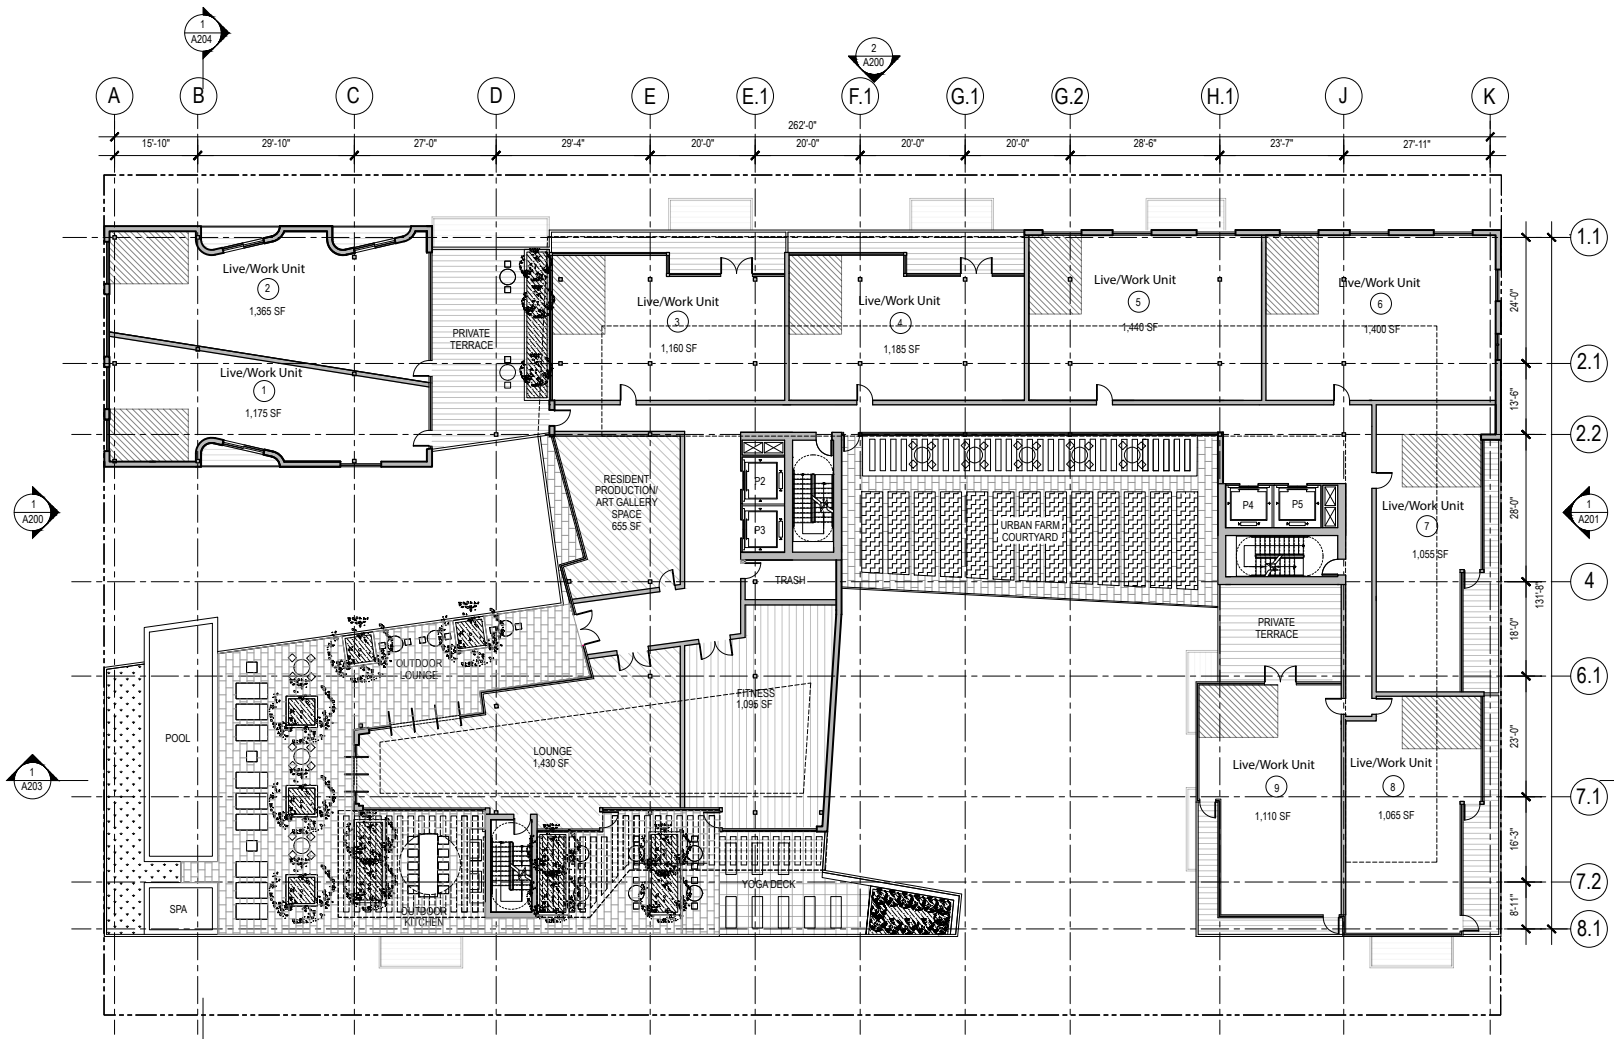 1
A204
2
A200
A
B
C
D
E
E.1
F.1
G.1
G.2
H.1
J
K
262'-0"
15'-10"
29'-10"
27'-0"
29'-4"
20'-0"
20'-0"
20'-0"
20'-0"
28'-6"
23'-7"
27'-11"
1.1
2.1
2.2
4
6.1
7.1
7.2
8.1
24'-0"
13'-6"
28'-0"
131'-8"
18'-0"
23'-0"
16'-3"
8'-11"
1
A200
1
A201
1
A203
Live/Work Unit
2
1,365 SF
Live/Work Unit
1
1,175 SF
PRIVATE
TERRACE
Live/Work Unit
3
1,160 SF
Live/Work Unit
4
1,185 SF
Live/Work Unit
5
1,440 SF
Live/Work Unit
6
1,400 SF
RESIDENT
PRODUCTION/
ART GALLERY
SPACE
655 SF
P2
P3
TRASH
URBAN FARM
COURTYARD
P4
P5
Live/Work Unit
7
1,055 SF
PRIVATE
TERRACE
OUTDOOR
LOUNGE
FITNESS
1,095 SF
POOL
LOUNGE
1,430 SF
Live/Work Unit
9
1,110 SF
Live/Work Unit
8
1,065 SF
SPA
OUTDOOR
KITCHEN
YOGA DECK